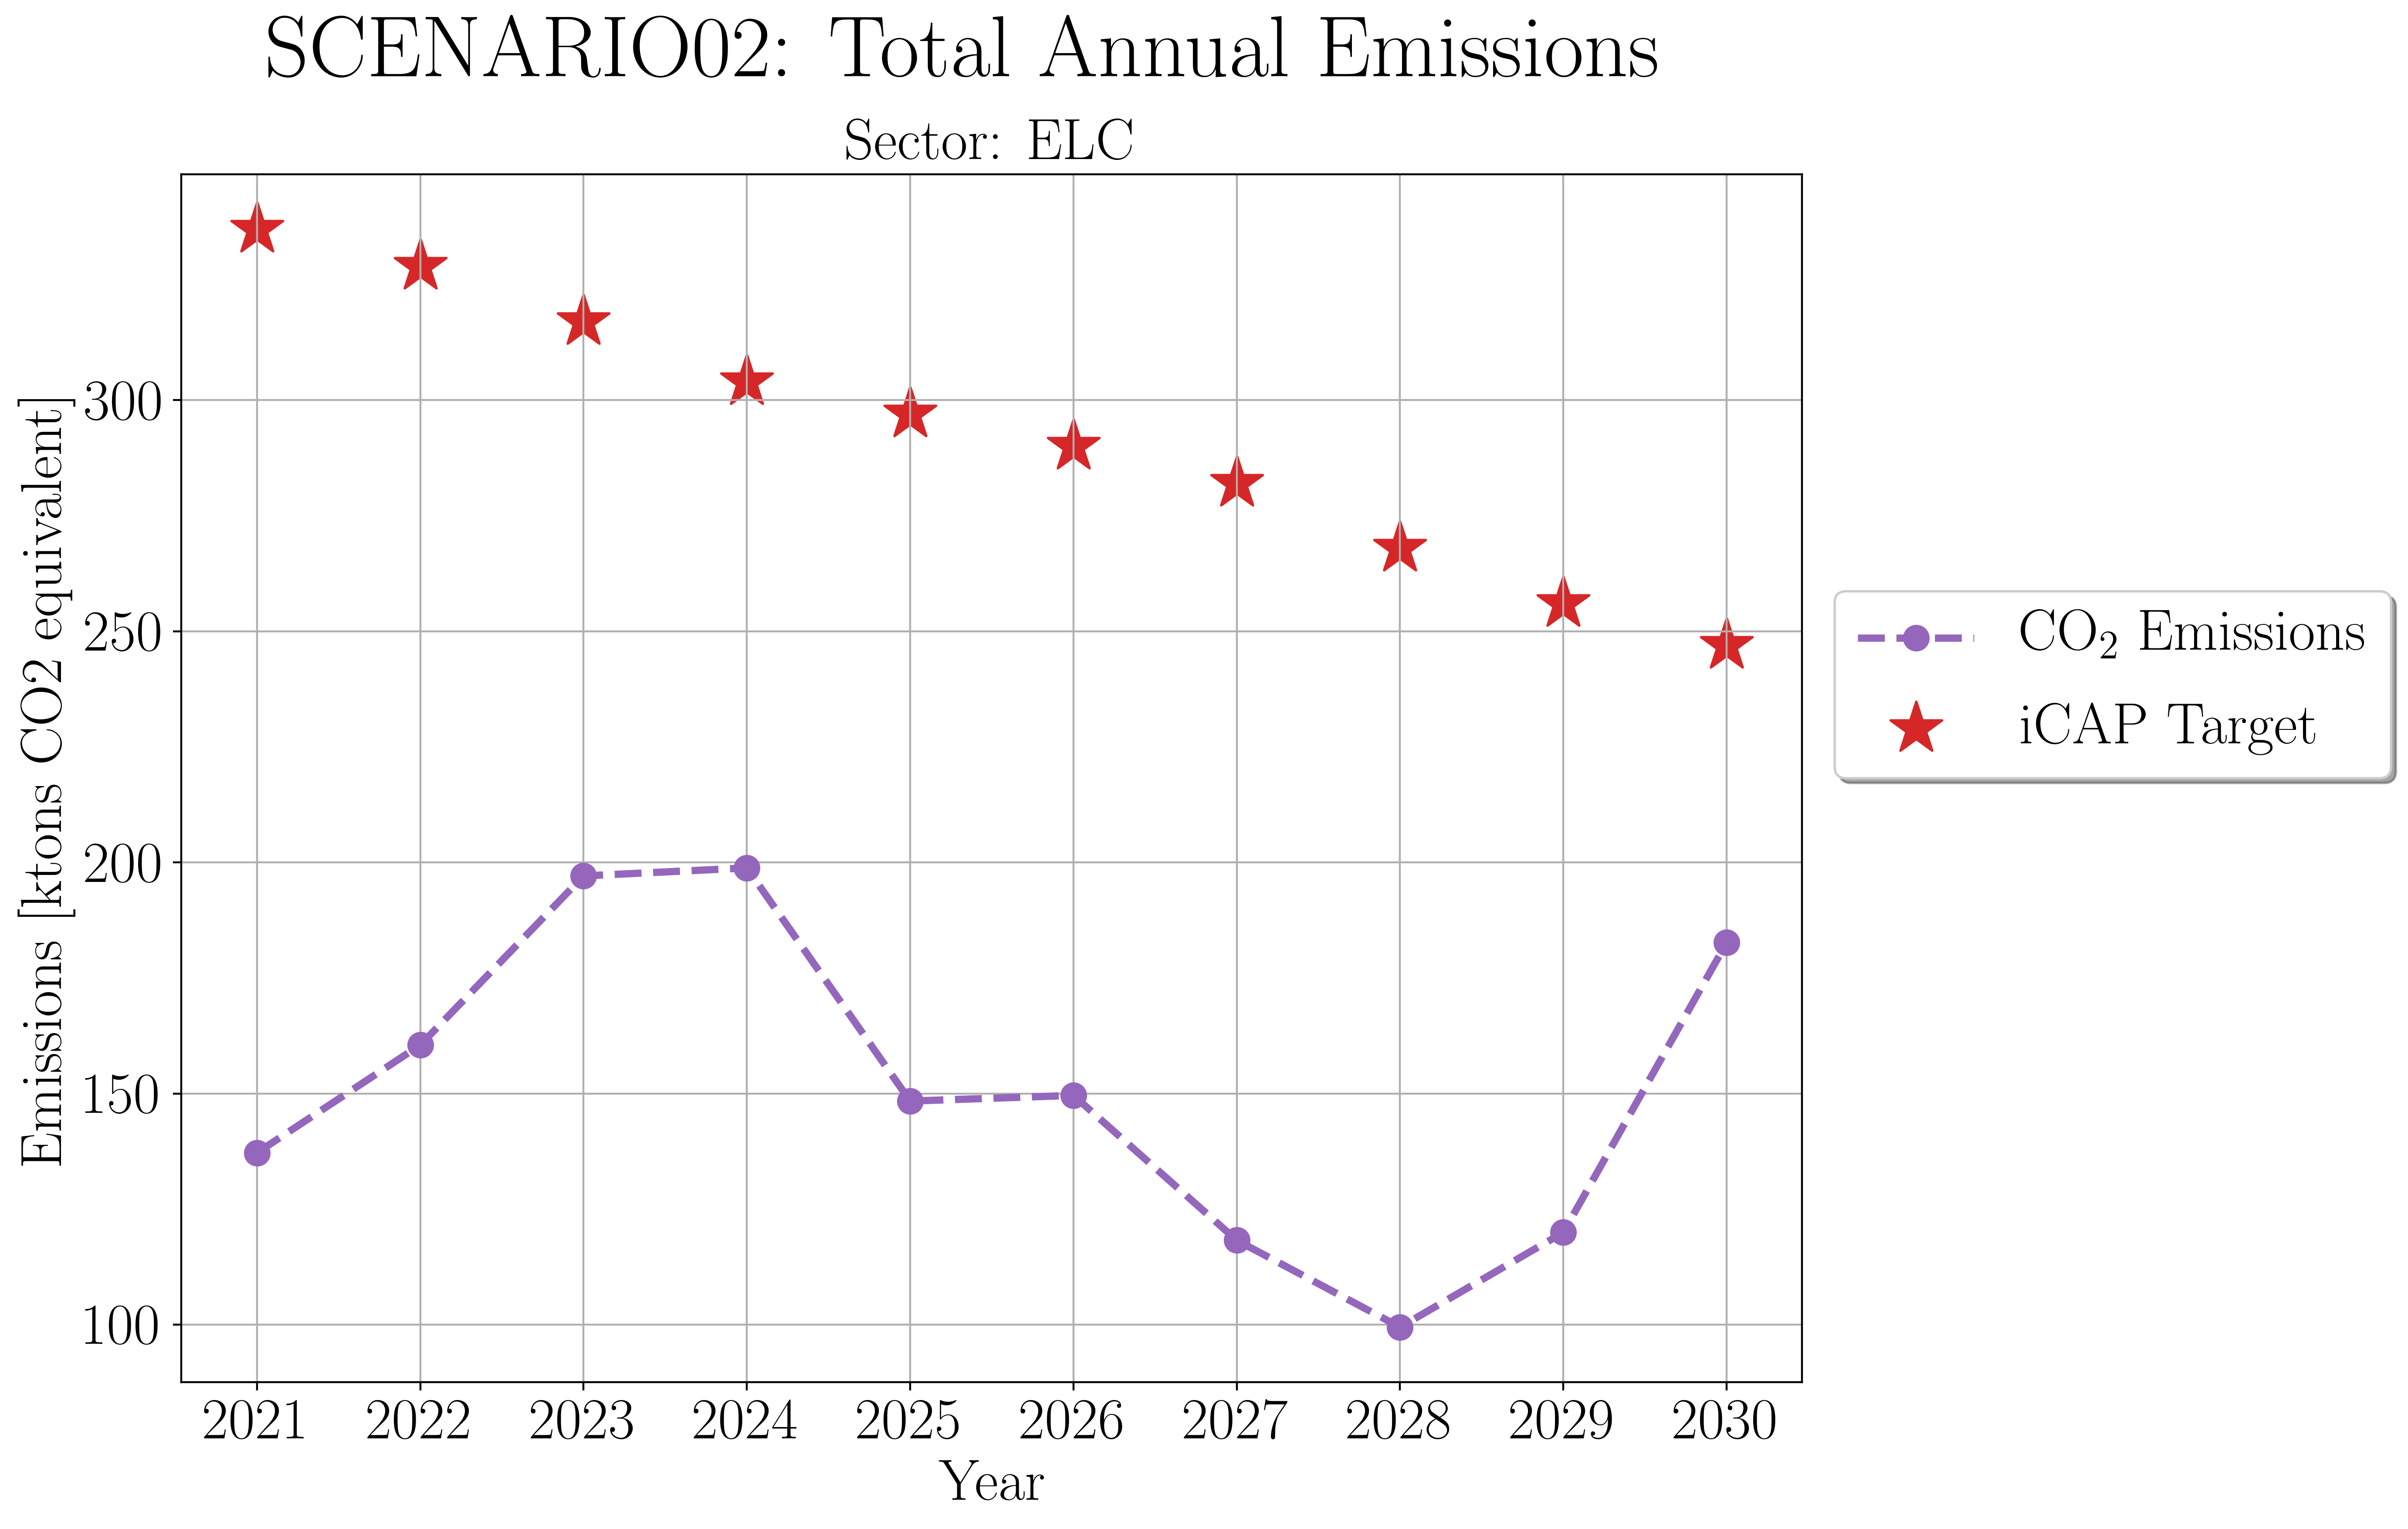 SCENARIO02: Total Annual Emissions
Sector: ELC
Emissions [ktons CO2 equivalent]
300
250
200
150
100
2021 2022 2023 2024 2025 2026 2027 2028 2029 2030
Year
CO₂ Emissions
iCAP Target